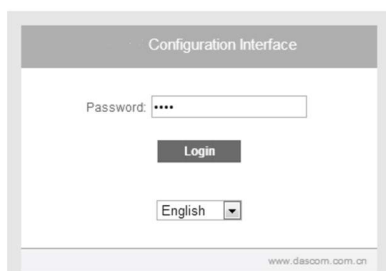 Configuration Interface
Password: ••••
Login
English
www.dascom.com.cn